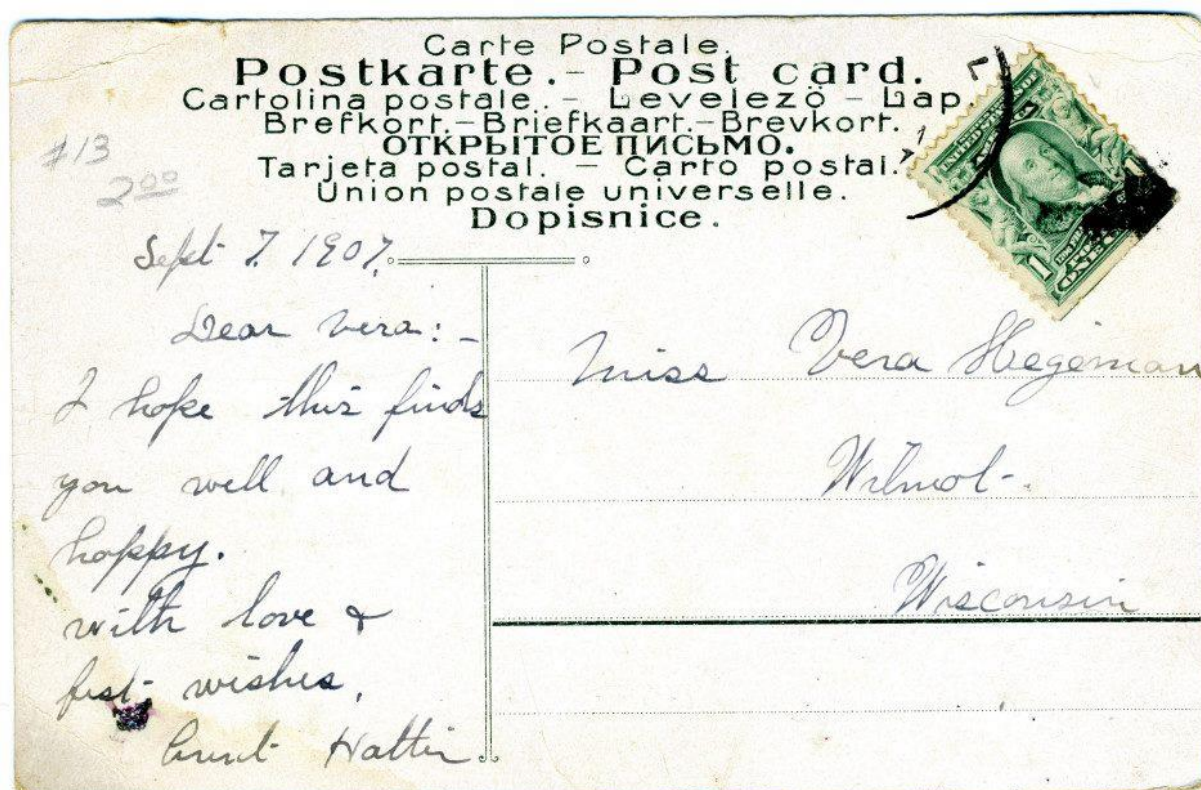 Carte Postale.
Postkarte.- Post card.
Cartolina postale. - Levelezö - Lap.
Brefkort.-Briefkaart.-Brevkort.
ОТКРЫТОЕ ПИСЬМО.
Tarjeta postal. - Carto postal.
Union postale universelle.
Dopisnice.
#13
2⁰⁰
Sept 7. 1907.
Dear Vera: -
I hope this finds
you well and
happy.
with love &
best wishes.
Aunt Hattie
Miss Vera Hegeman
Wilmot-
Wisconsin
1
1